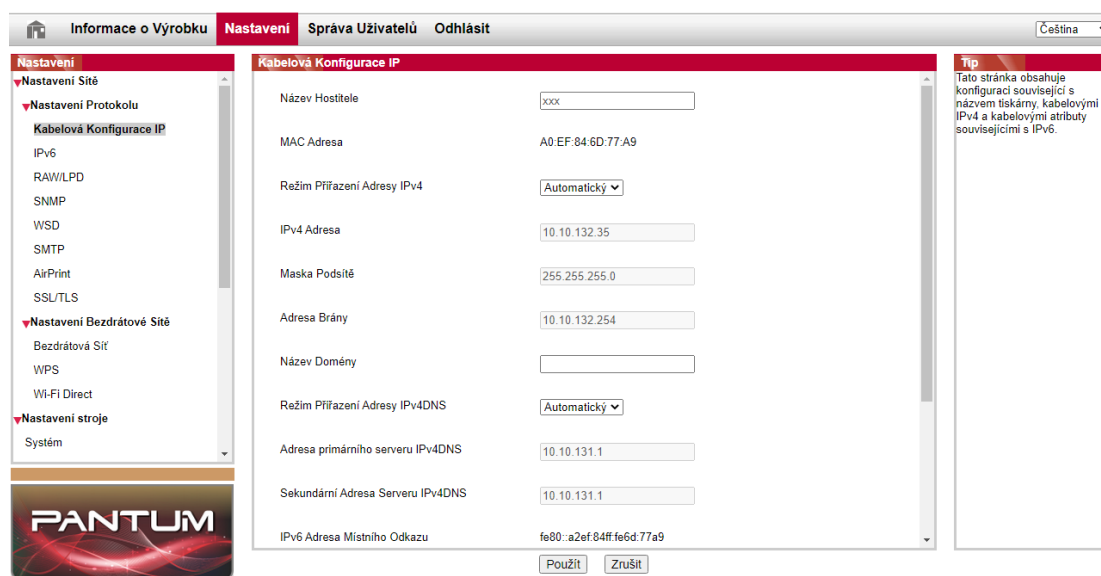 Informace o Výrobku Nastavení Správa Uživatelů Odhlásit Čeština
Nastavení
Nastavení Sítě
Nastavení Protokolu
Kabelová Konfigurace IP
IPv6
RAW/LPD
SNMP
WSD
SMTP
AirPrint
SSL/TLS
Nastavení Bezdrátové Sítě
Bezdrátová Síť
WPS
Wi-Fi Direct
Nastavení stroje
Systém
PANTUM
Kabelová Konfigurace IP
Název Hostitele xxx
MAC Adresa A0:EF:84:6D:77:A9
Režim Přiřazení Adresy IPv4 Automatický
IPv4 Adresa 10.10.132.35
Maska Podsítě 255.255.255.0
Adresa Brány 10.10.132.254
Název Domény
Režim Přiřazení Adresy IPv4DNS Automatický
Adresa primárního serveru IPv4DNS 10.10.131.1
Sekundární Adresa Serveru IPv4DNS 10.10.131.1
IPv6 Adresa Místního Odkazu fe80::a2ef:84ff:fe6d:77a9
Použít Zrušit
Tip
Tato stránka obsahuje
konfiguraci související s
názvem tiskárny, kabelovými
IPv4 a kabelovými atributy
souvisejícími s IPv6.